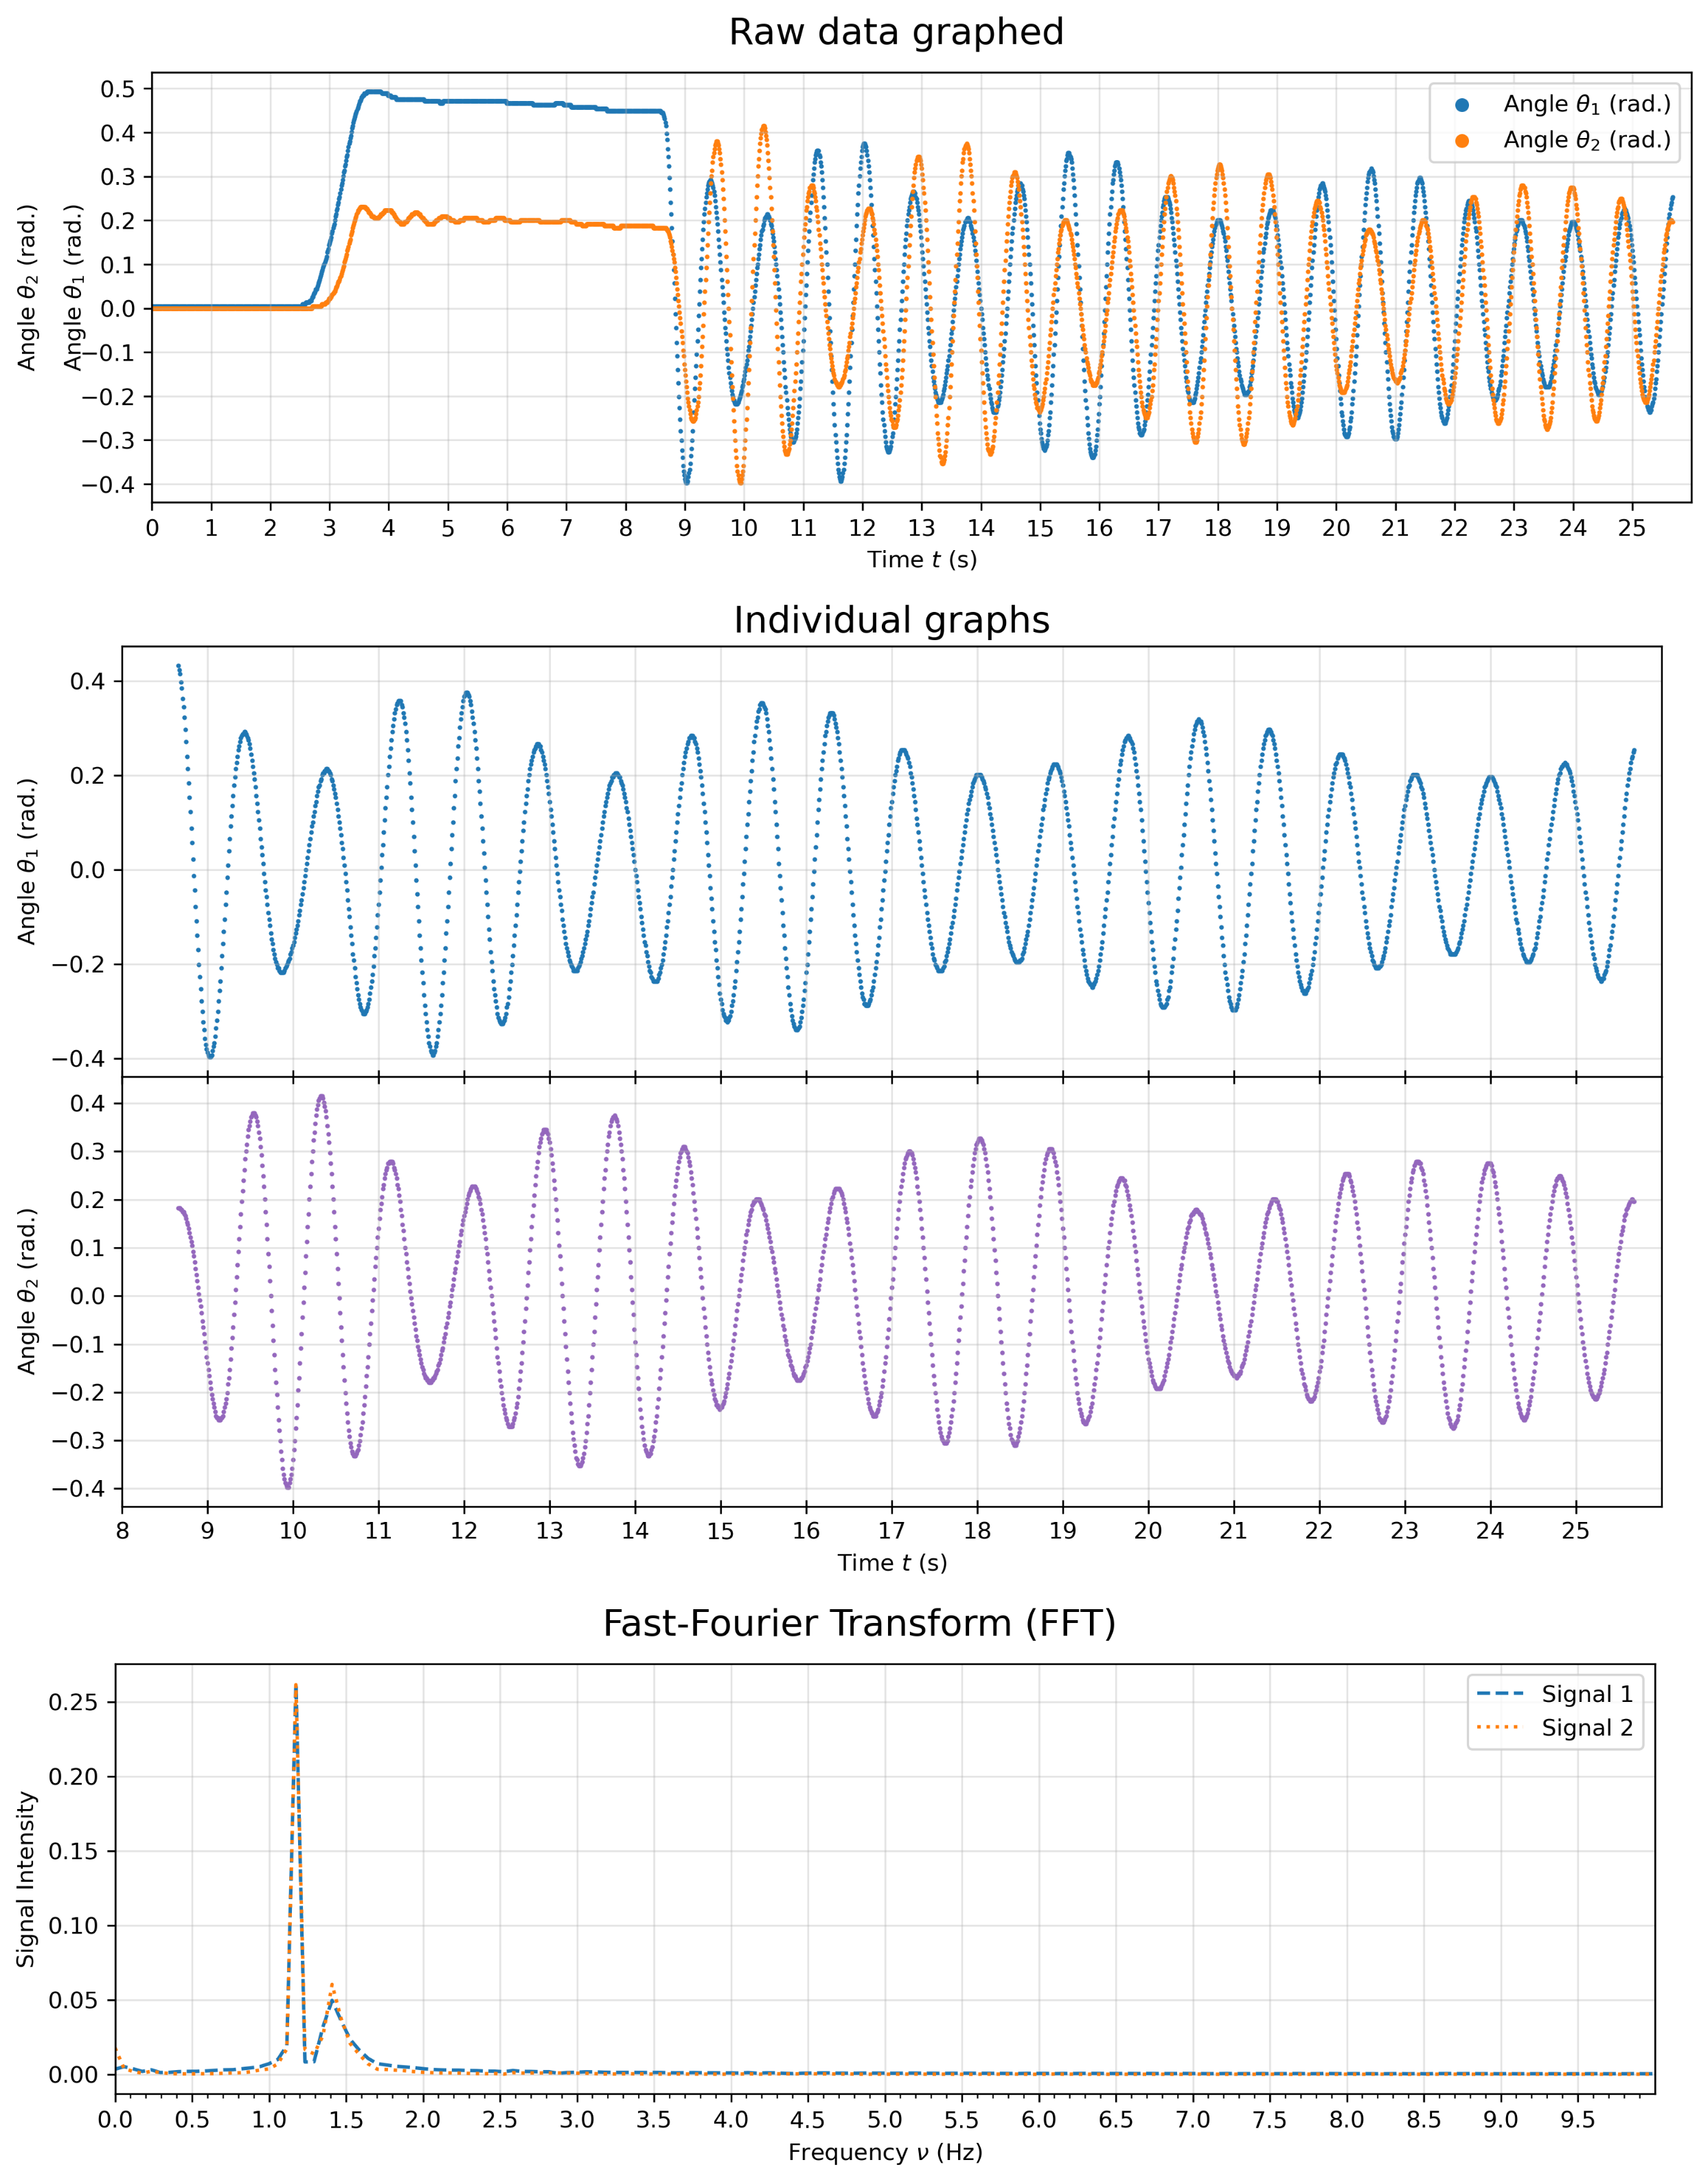 Raw data graphed
Angle θ₂ (rad.)
Angle θ₁ (rad.)
0.5
0.4
0.3
0.2
0.1
0.0
−0.1
−0.2
−0.3
−0.4
Angle θ₁ (rad.)
Angle θ₂ (rad.)
0 1 2 3 4 5 6 7 8 9 10 11 12 13 14 15 16 17 18 19 20 21 22 23 24 25
Time t (s)
Individual graphs
Angle θ₁ (rad.)
0.4
0.2
0.0
−0.2
−0.4
Angle θ₂ (rad.)
0.4
0.3
0.2
0.1
0.0
−0.1
−0.2
−0.3
−0.4
8 9 10 11 12 13 14 15 16 17 18 19 20 21 22 23 24 25
Time t (s)
Fast-Fourier Transform (FFT)
Signal Intensity
0.25
0.20
0.15
0.10
0.05
0.00
Signal 1
Signal 2
0.0 0.5 1.0 1.5 2.0 2.5 3.0 3.5 4.0 4.5 5.0 5.5 6.0 6.5 7.0 7.5 8.0 8.5 9.0 9.5
Frequency ν (Hz)